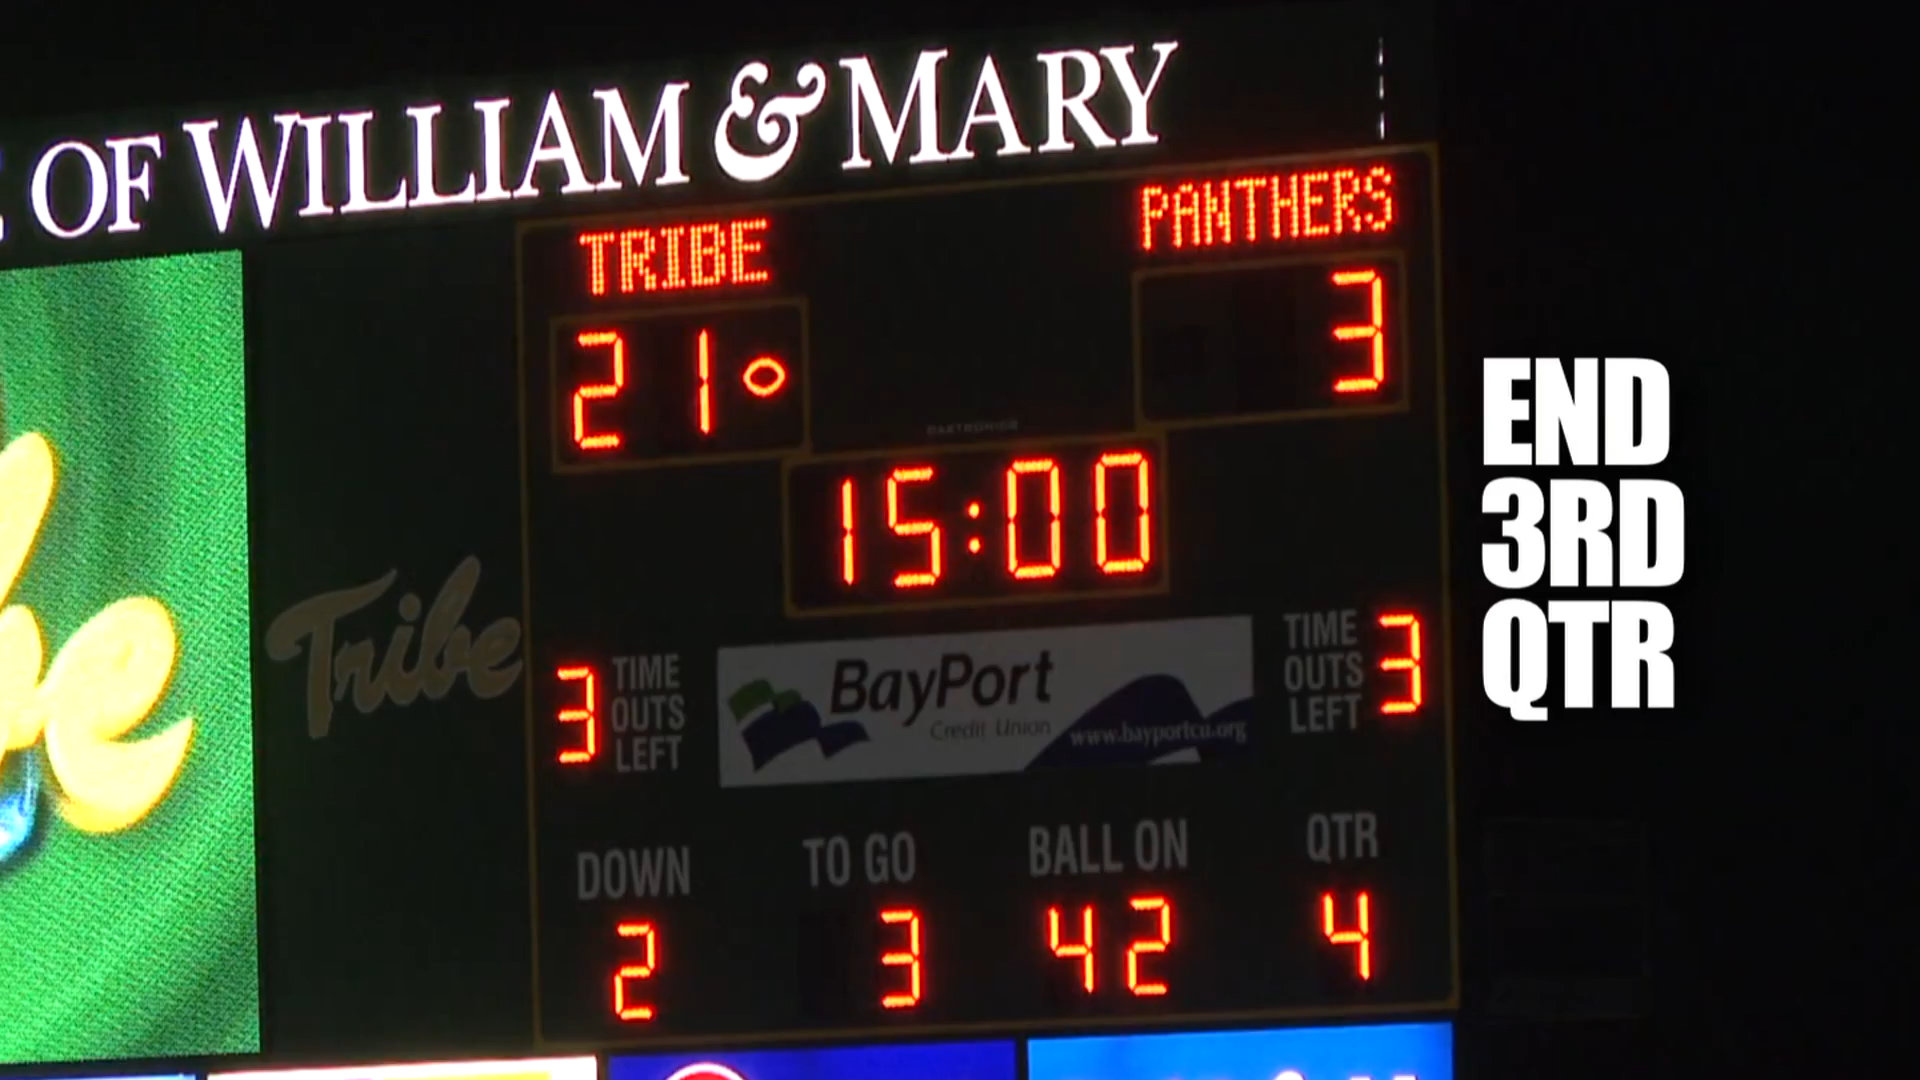 OF WILLIAM & MARY
TRIBE
PANTHERS
21
3
DAKTRONICS
15:00
Tribe
3
TIME
OUTS
LEFT
BayPort
Credit Union
www.bayportcu.org
TIME
OUTS
LEFT
3
DOWN
TO GO
BALL ON
QTR
2
3
42
4
END
3RD
QTR